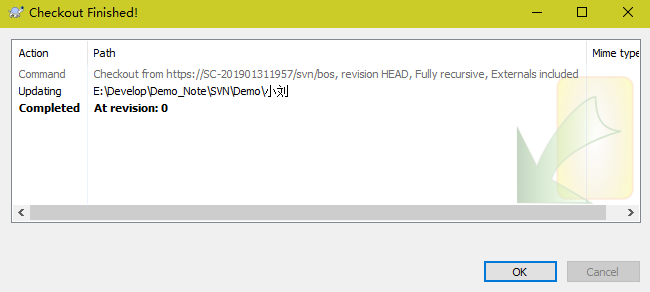 Checkout Finished!
Action Path Mime type
Command Checkout from https://SC-201901311957/svn/bos, revision HEAD, Fully recursive, Externals included
Updating E:\Develop\Demo_Note\SVN\Demo\小刘
Completed At revision: 0
OK Cancel